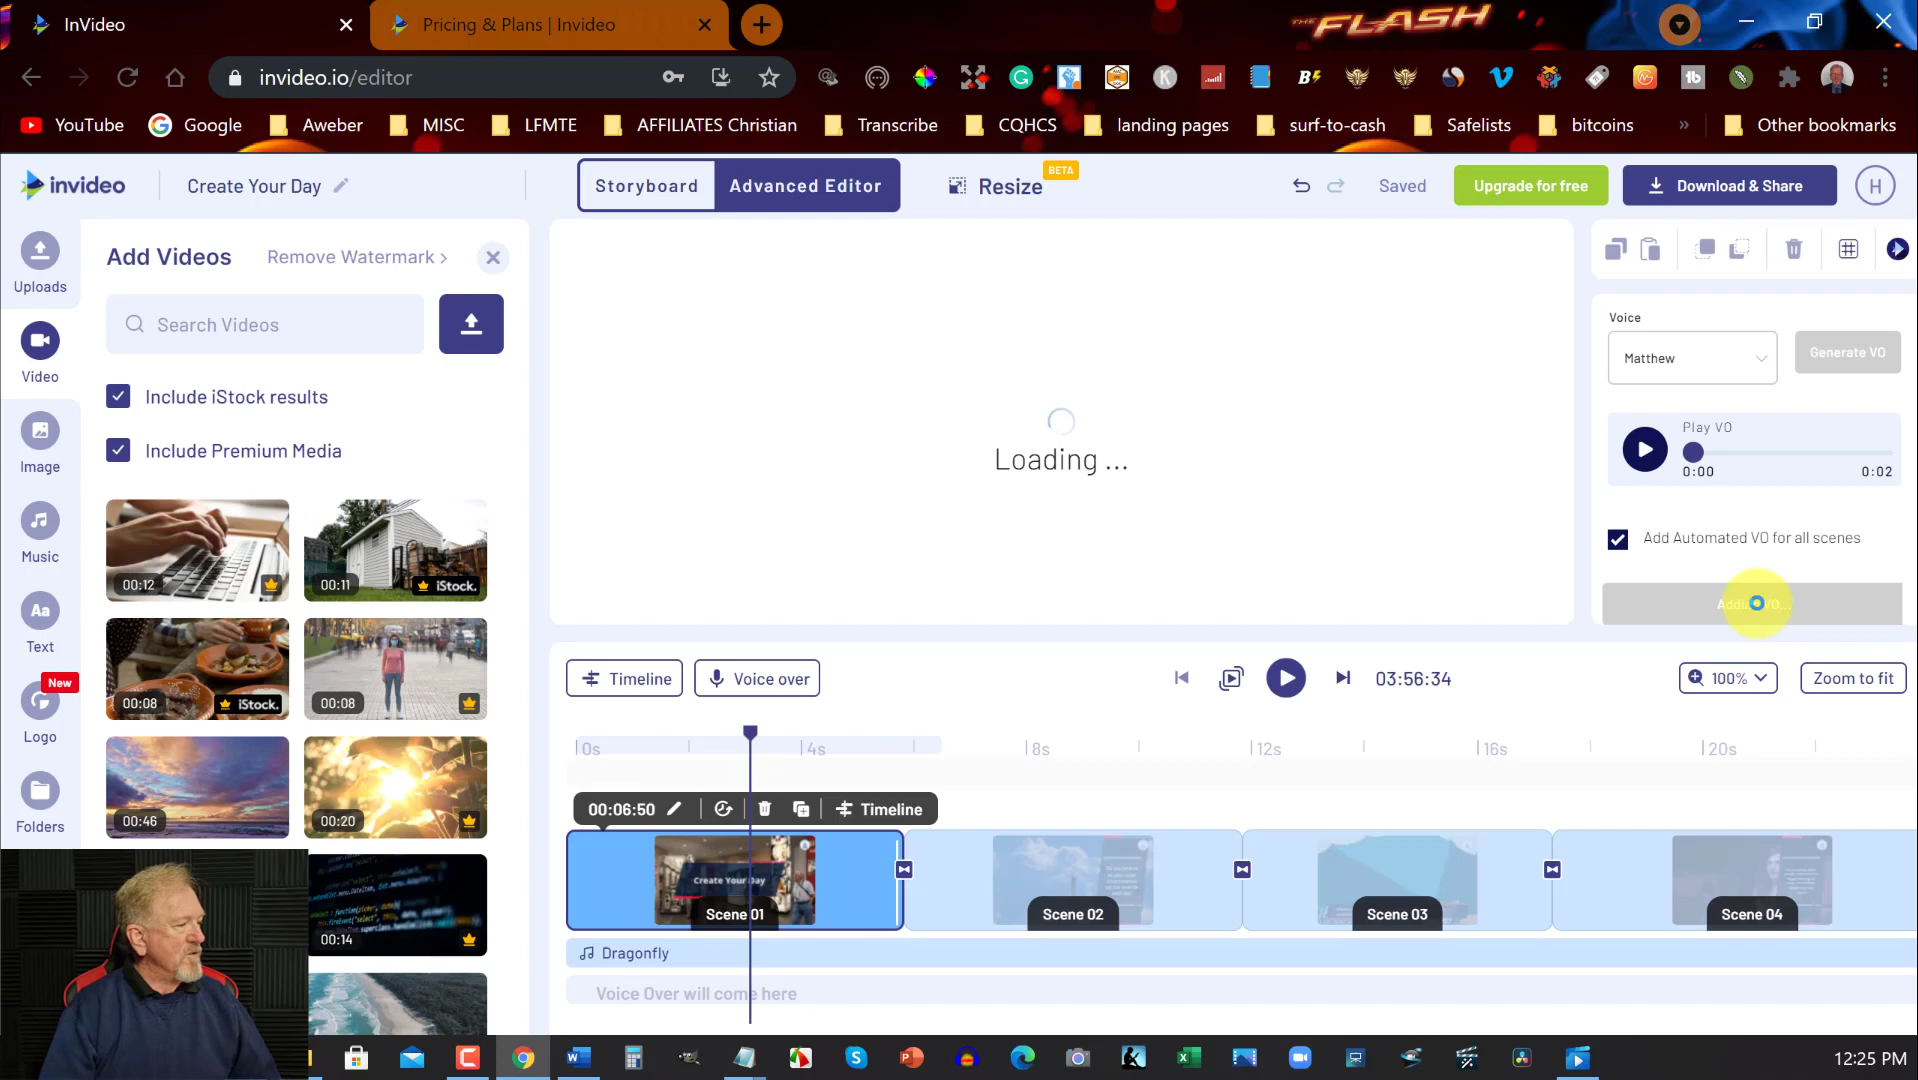 InVideo
Pricing & Plans | Invideo
THE FLASH
invideo.io/editor
YouTube
Google
Aweber
MISC
LFMTE
AFFILIATES Christian
Transcribe
CQHCS
landing pages
surf-to-cash
Safelists
bitcoins
»
Other bookmarks
invideo
Create Your Day
Storyboard
Advanced Editor
Resize
BETA
Saved
Upgrade for free
Download & Share
H
Uploads
Video
Image
Music
Aa
Text
New
Logo
Folders
Add Videos
Remove Watermark >
Search Videos
Include iStock results
Include Premium Media
00:12
00:11
iStock.
00:08
iStock.
00:08
00:46
00:20
00:14
Loading ...
Voice
Matthew
Generate VO
Play VO
0:00
0:02
Add Automated VO for all scenes
Timeline
Voice over
03:56:34
100%
Zoom to fit
0s
4s
8s
12s
16s
20s
00:06:50
Timeline
Create Your Day
Scene 01
Scene 02
Scene 03
Scene 04
Dragonfly
Voice Over will come here
12:25 PM